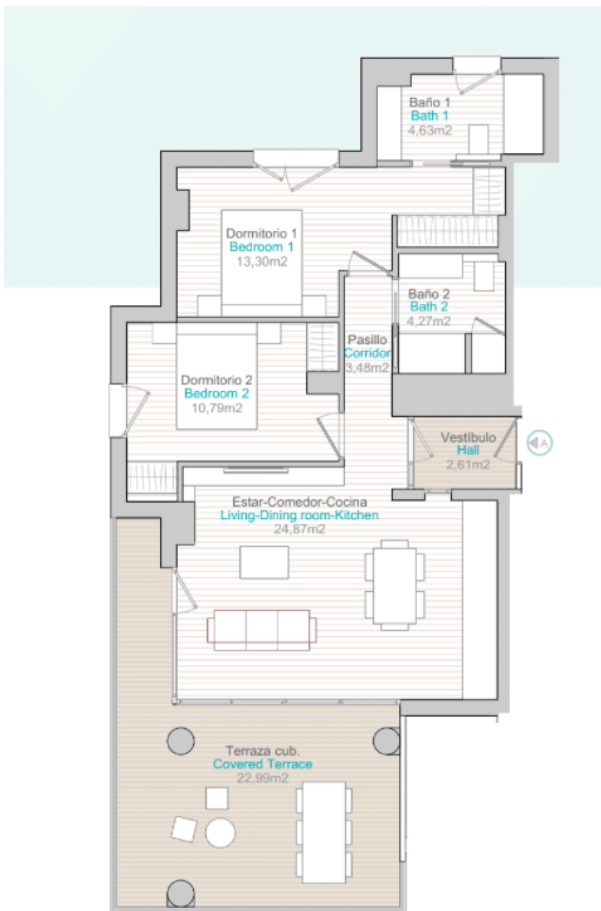 Baño 1
Bath 1
4,63m2
Dormitorio 1
Bedroom 1
13,30m2
Baño 2
Bath 2
4,27m2
Pasillo
Corridor
3,48m2
Dormitorio 2
Bedroom 2
10,79m2
Vestíbulo
Hall
2,61m2
A
Estar-Comedor-Cocina
Living-Dining room-Kitchen
24,87m2
Terraza cub.
Covered Terrace
22,99m2